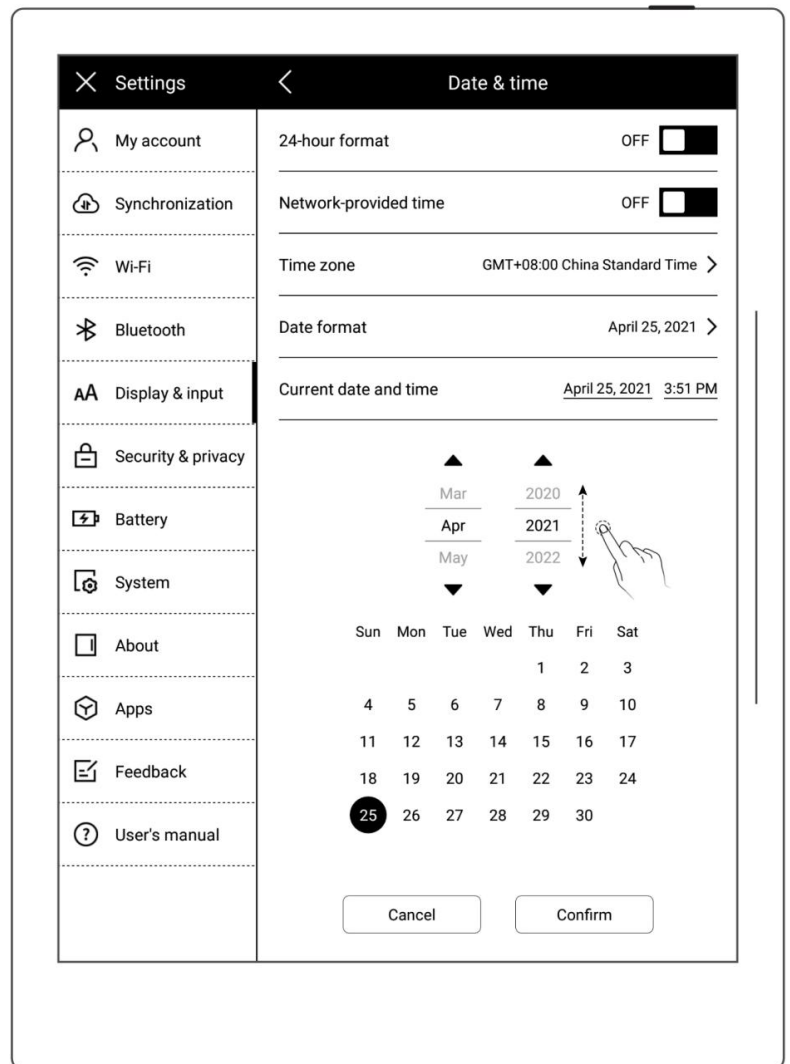 Settings
Date & time
My account
Synchronization
Wi-Fi
Bluetooth
AA Display & input
Security & privacy
Battery
System
About
Apps
Feedback
? User's manual
24-hour format OFF
Network-provided time OFF
Time zone GMT+08:00 China Standard Time
Date format April 25, 2021
Current date and time April 25, 2021 3:51 PM
Mar 2020
Apr 2021
May 2022
Sun Mon Tue Wed Thu Fri Sat
1 2 3
4 5 6 7 8 9 10
11 12 13 14 15 16 17
18 19 20 21 22 23 24
25 26 27 28 29 30
Cancel Confirm